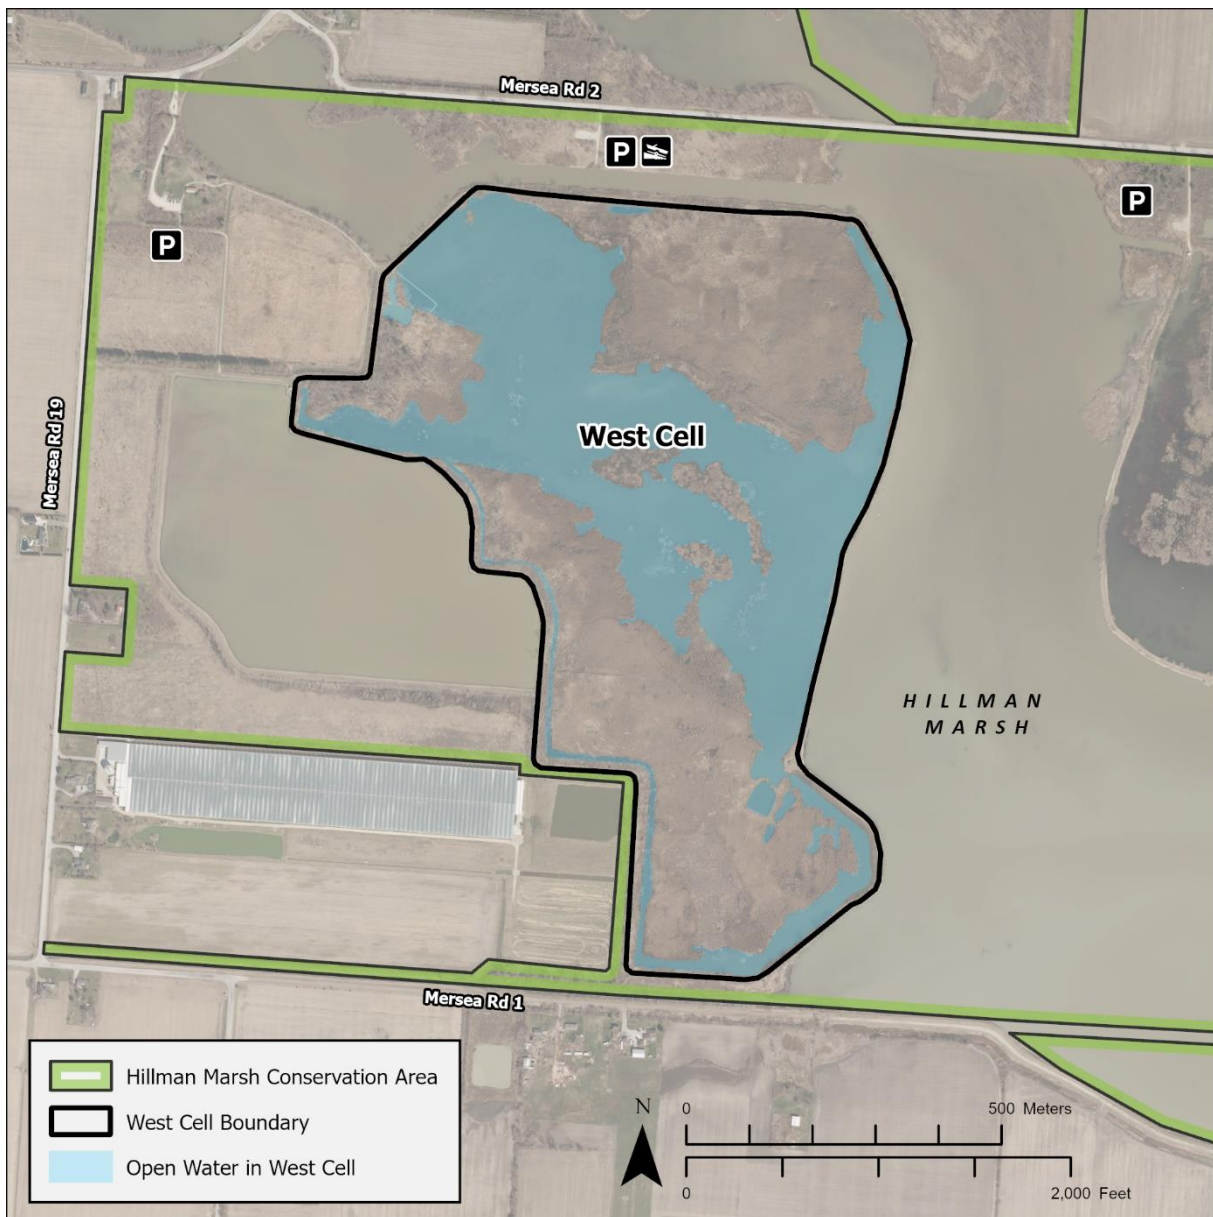 Mersea Rd 2
P
P
P
Mersea Rd 19
West Cell
HILLMAN
MARSH
Mersea Rd 1
Hillman Marsh Conservation Area
West Cell Boundary
Open Water in West Cell
N
0 500 Meters
0 2,000 Feet